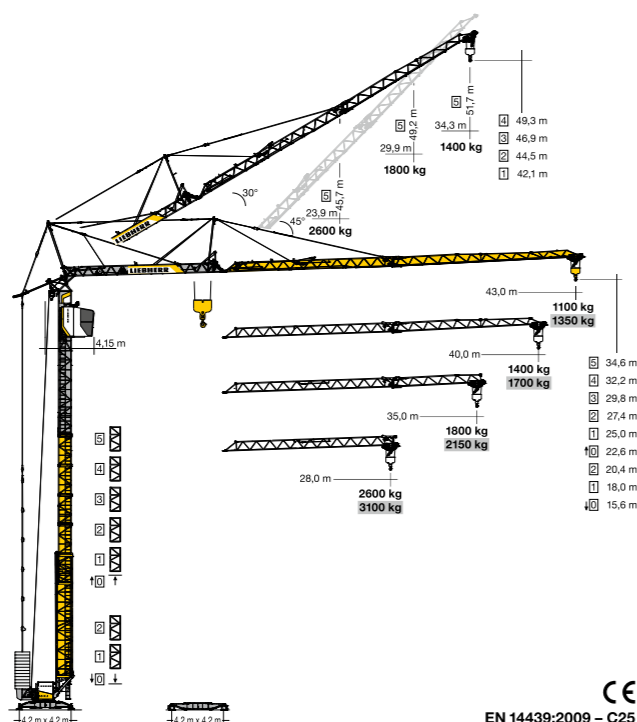 5
51,7 m
34,3 m
1400 kg
5
49,2 m
29,9 m
1800 kg
4 49,3 m
3 46,9 m
2 44,5 m
1 42,1 m
30°
5
45,7 m
23,9 m
2600 kg
45°
LIEBHERR
LIEBHERR
43,0 m
1100 kg
1350 kg
4,15 m
40,0 m
1400 kg
1700 kg
35,0 m
1800 kg
2150 kg
28,0 m
2600 kg
3100 kg
5 34,6 m
4 32,2 m
3 29,8 m
2 27,4 m
1 25,0 m
↑0 22,6 m
2 20,4 m
1 18,0 m
↓0 15,6 m
5
4
3
2
1
↑0↑
2
1
↓0↓
4,2 m x 4,2 m
4,2 m x 4,2 m
CE
EN 14439:2009 – C25